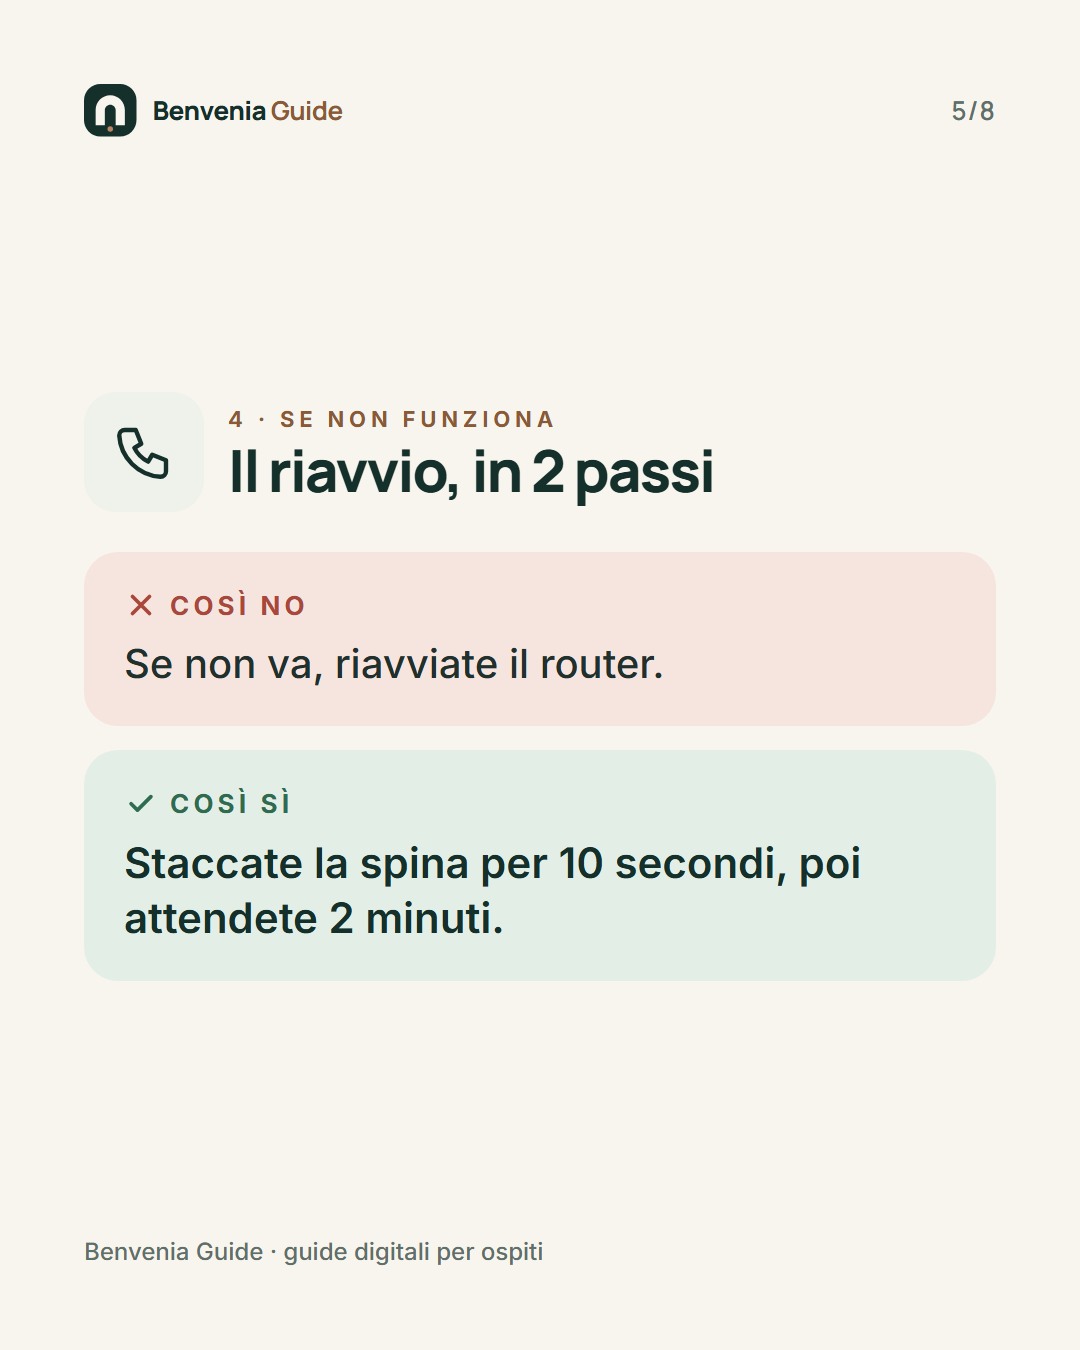 Benvenia Guide
5/8
4 · SE NON FUNZIONA
Il riavvio, in 2 passi
COSÌ NO
Se non va, riavviate il router.
COSÌ SÌ
Staccate la spina per 10 secondi, poi
attendete 2 minuti.
Benvenia Guide · guide digitali per ospiti